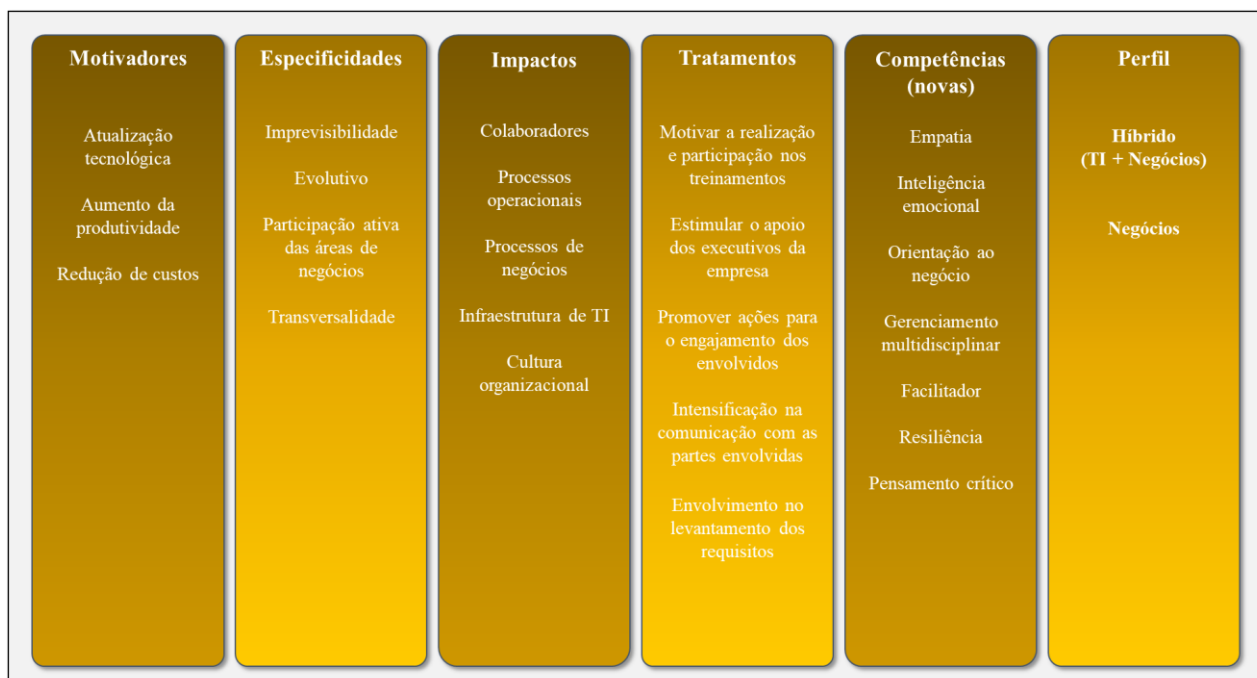 Motivadores
Atualização
tecnológica
Aumento da
produtividade
Redução de custos
Especificidades
Imprevisibilidade
Evolutivo
Participação ativa
das áreas de
negócios
Transversalidade
Impactos
Colaboradores
Processos
operacionais
Processos de
negócios
Infraestrutura de TI
Cultura
organizacional
Tratamentos
Motivar a realização
e participação nos
treinamentos
Estimular o apoio
dos executivos da
empresa
Promover ações para
o engajamento dos
envolvidos
Intensificação na
comunicação com as
partes envolvidas
Envolvimento no
levantamento dos
requisitos
Competências
(novas)
Empatia
Inteligência
emocional
Orientação ao
negócio
Gerenciamento
multidisciplinar
Facilitador
Resiliência
Pensamento crítico
Perfil
Híbrido
(TI + Negócios)
Negócios